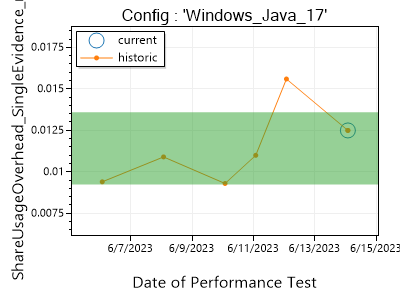 Config : 'Windows_Java_17'
current
historic
0.0175
0.015
0.0125
0.01
0.0075
ShareUsageOverhead_SingleEvidence_
6/7/2023
6/9/2023
6/11/2023
6/13/2023
6/15/2023
Date of Performance Test